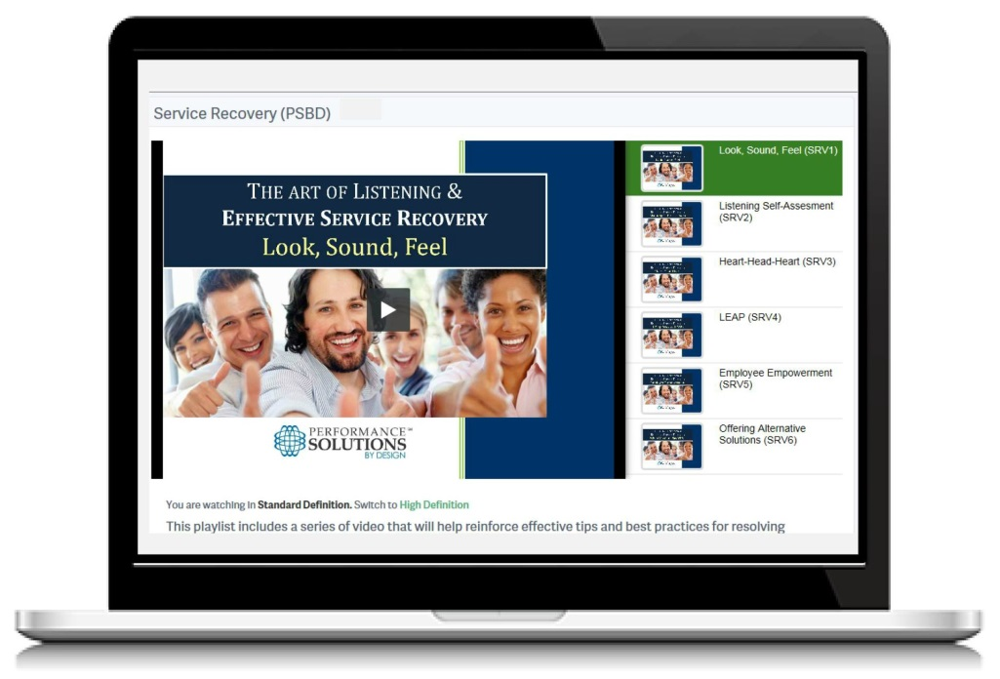 Service Recovery (PSBD)
THE ART OF LISTENING &
EFFECTIVE SERVICE RECOVERY
Look, Sound, Feel
PERFORMANCE℠
SOLUTIONS
BY DESIGN
Look, Sound, Feel (SRV1)
Listening Self-Assesment
(SRV2)
Heart-Head-Heart (SRV3)
LEAP (SRV4)
Employee Empowerment
(SRV5)
Offering Alternative
Solutions (SRV6)
You are watching in Standard Definition. Switch to High Definition
This playlist includes a series of video that will help reinforce effective tips and best practices for resolving